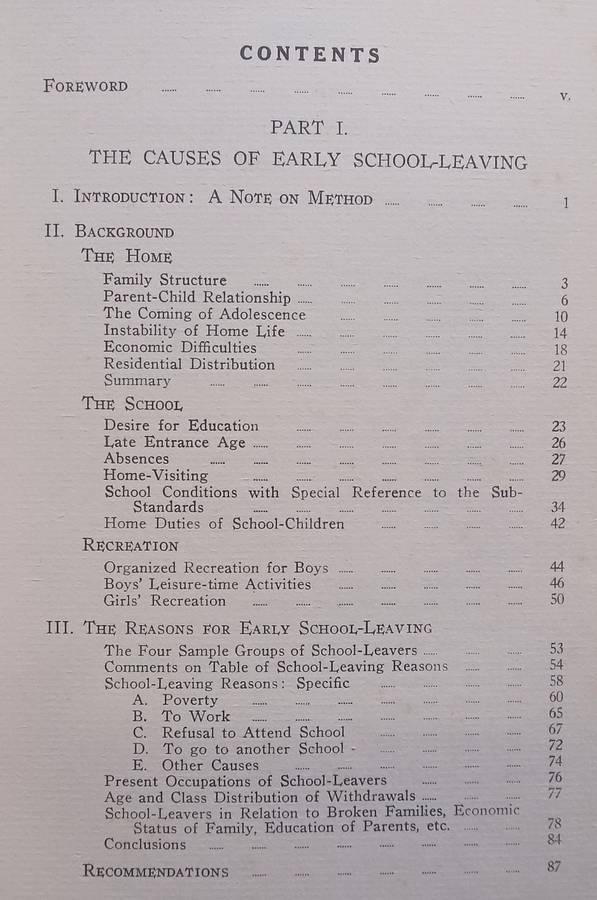 CONTENTS
FOREWORD ...... ...... ...... ...... ...... ...... ...... ...... ...... v.
PART I.
THE CAUSES OF EARLY SCHOOL-LEAVING
I. INTRODUCTION: A NOTE ON METHOD ...... ...... ...... ...... 1
II. BACKGROUND
THE HOME
Family Structure ...... ...... ...... ...... ...... ...... ...... 3
Parent-Child Relationship ...... ...... ...... ...... ...... ...... 6
The Coming of Adolescence ...... ...... ...... ...... ...... 10
Instability of Home Life ...... ...... ...... ...... ...... ...... 14
Economic Difficulties ...... ...... ...... ...... ...... ...... 18
Residential Distribution ...... ...... ...... ...... ...... ...... 21
Summary ...... ...... ...... ...... ...... ...... ...... ...... 22
THE SCHOOL
Desire for Education ...... ...... ...... ...... ...... ...... 23
Late Entrance Age ...... ...... ...... ...... ...... ...... ...... 26
Absences ...... ...... ...... ...... ...... ...... ...... ...... 27
Home-Visiting ...... ...... ...... ...... ...... ...... ...... 29
School Conditions with Special Reference to the Sub-
Standards ...... ...... ...... ...... ...... ...... ...... 34
Home Duties of School-Children ...... ...... ...... ...... 42
RECREATION
Organized Recreation for Boys ...... ...... ...... ...... ...... 44
Boys' Leisure-time Activities ...... ...... ...... ...... ...... 46
Girls' Recreation ...... ...... ...... ...... ...... ...... ...... 50
III. THE REASONS FOR EARLY SCHOOL-LEAVING
The Four Sample Groups of School-Leavers ...... ...... ...... 53
Comments on Table of School-Leaving Reasons ...... ...... 54
School-Leaving Reasons: Specific ...... ...... ...... ...... 58
A. Poverty ...... ...... ...... ...... ...... ...... ...... 60
B. To Work ...... ...... ...... ...... ...... ...... ...... 65
C. Refusal to Attend School ...... ...... ...... ...... 67
D. To go to another School - ...... ...... ...... ...... 72
E. Other Causes ...... ...... ...... ...... ...... ...... 74
Present Occupations of School-Leavers ...... ...... ...... 76
Age and Class Distribution of Withdrawals ...... ...... ...... 77
School-Leavers in Relation to Broken Families, Economic
Status of Family, Education of Parents, etc. ...... ...... 78
Conclusions ...... ...... ...... ...... ...... ...... ...... ...... 84
RECOMMENDATIONS ...... ...... ...... ...... ...... ...... ...... 87